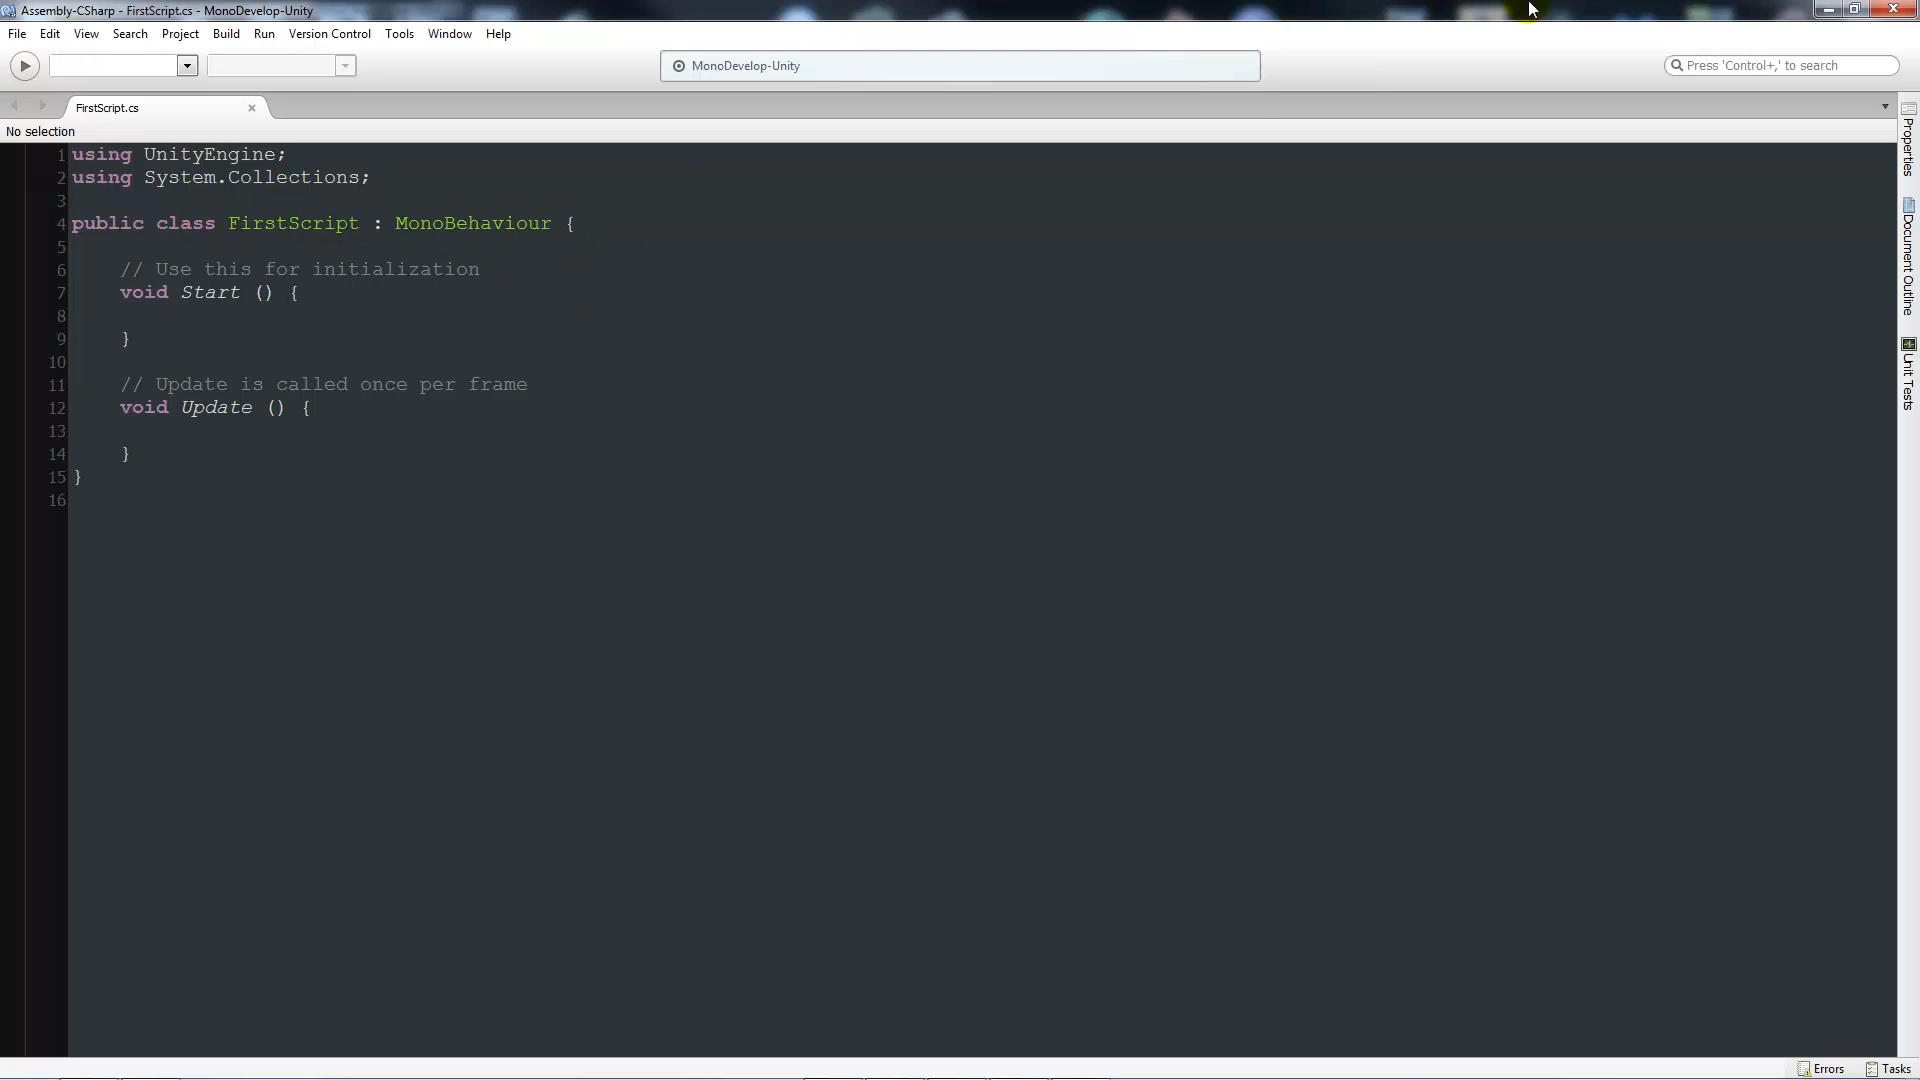 Assembly-CSharp - FirstScript.cs - MonoDevelop-Unity
File Edit View Search Project Build Run Version Control Tools Window Help
MonoDevelop-Unity
Press 'Control+,' to search
FirstScript.cs
No selection
1 using UnityEngine;
2 using System.Collections;
3
4 public class FirstScript : MonoBehaviour {
5
6 // Use this for initialization
7 void Start () {
8
9 }
10
11 // Update is called once per frame
12 void Update () {
13
14 }
15 }
16
Properties
Document Outline
Unit Tests
Errors Tasks